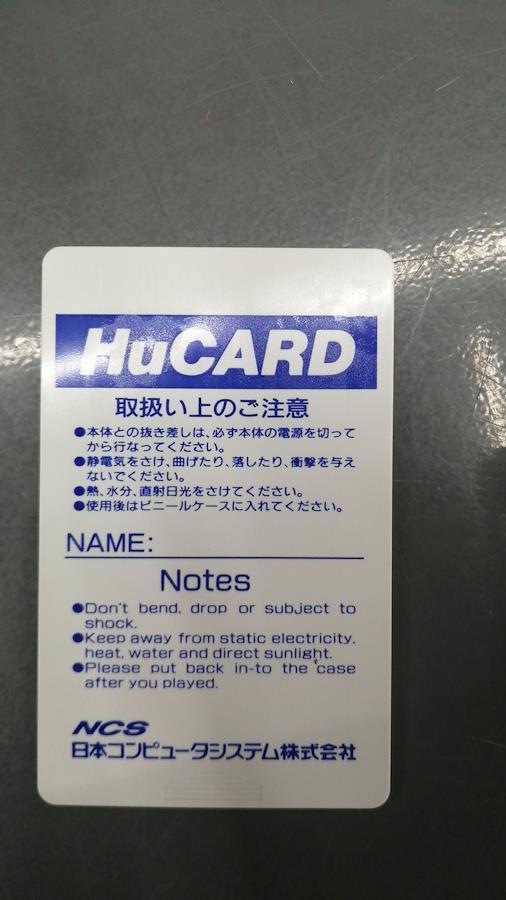 HuCARD
取扱い上のご注意
●本体との抜き差しは、必ず本体の電源を切って
から行なってください。
●静電気をさけ、曲げたり、落したり、衝撃を与え
ないでください。
●熱、水分、直射日光をさけてください。
●使用後はビニールケースに入れてください。
NAME:
Notes
●Don't bend, drop or subject to
shock.
●Keep away from static electricity,
heat, water and direct sunlight.
●Please put back in-to the case
after you played.
NCS
日本コンピュータシステム株式会社